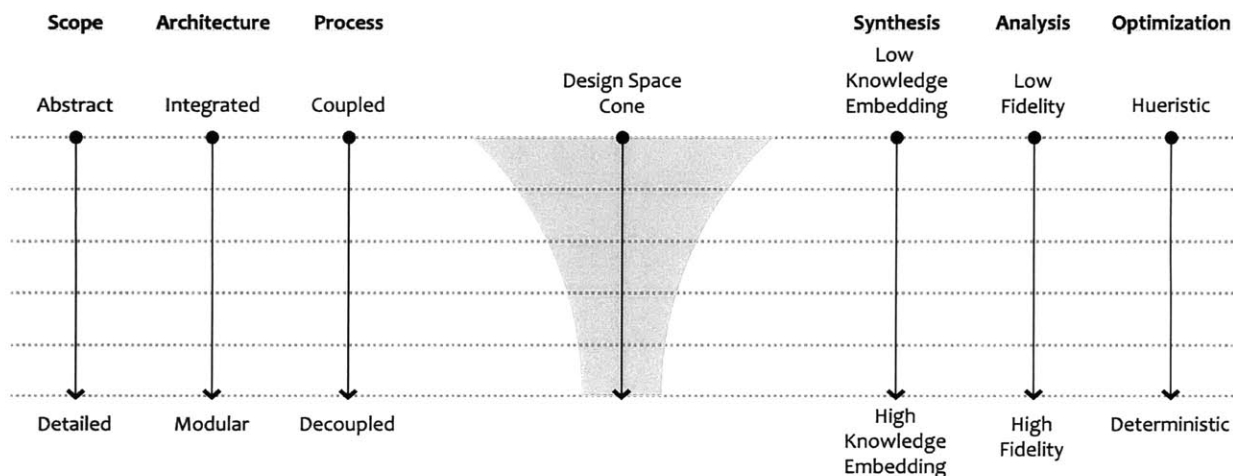 Scope
Architecture
Process
Synthesis
Analysis
Optimization
Abstract
Integrated
Coupled
Design Space
Cone
Low
Knowledge
Embedding
Low
Fidelity
Hueristic
Detailed
Modular
Decoupled
High
Knowledge
Embedding
High
Fidelity
Deterministic